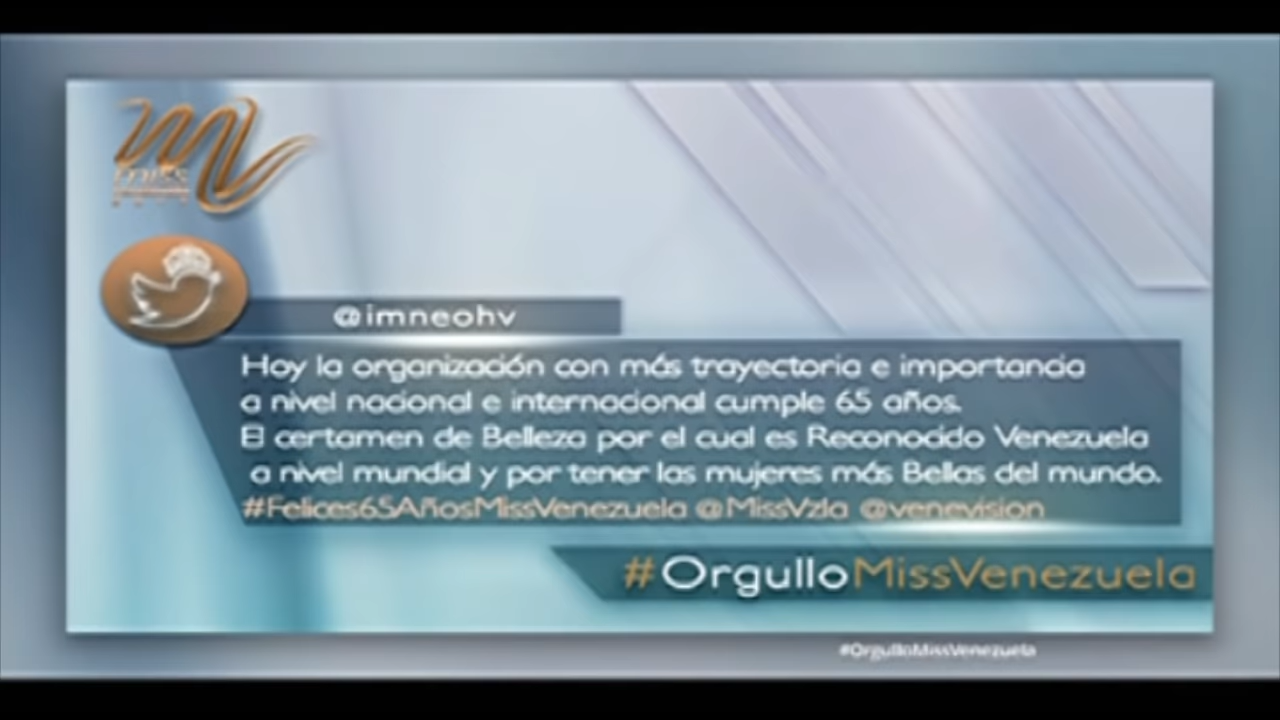 miss
@imneohv
Hoy la organización con más trayectoria e importancia
a nivel nacional e internacional cumple 65 años.
El certamen de Belleza por el cual es Reconocido Venezuela
a nivel mundial y por tener las mujeres más Bellas del mundo.
#Felices65AñosMissVenezuela @MissVzla @venevision
#OrgulloMissVenezuela
#OrgulloMissVenezuela